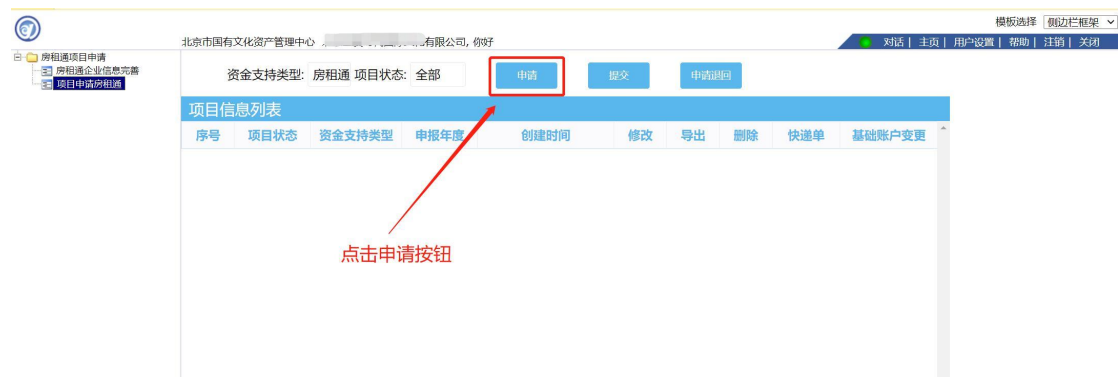 模板选择 侧边栏框架
北京市国有文化资产管理中心 有限公司, 你好
对话 | 主页 | 用户设置 | 帮助 | 注销 | 关闭
房租通项目申请
房租通企业信息完善
项目申请房租通
资金支持类型: 房租通 项目状态: 全部 申请 提交 申请退回
项目信息列表
序号 项目状态 资金支持类型 申报年度 创建时间 修改 导出 删除 快递单 基础账户变更
点击申请按钮